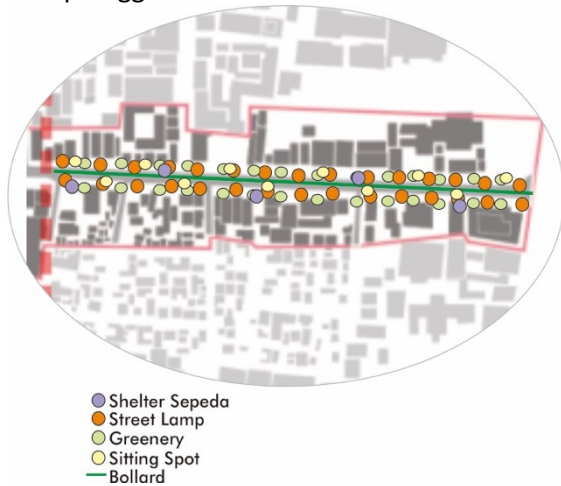 Shelter Sepeda
Street Lamp
Greenery
Sitting Spot
Bollard